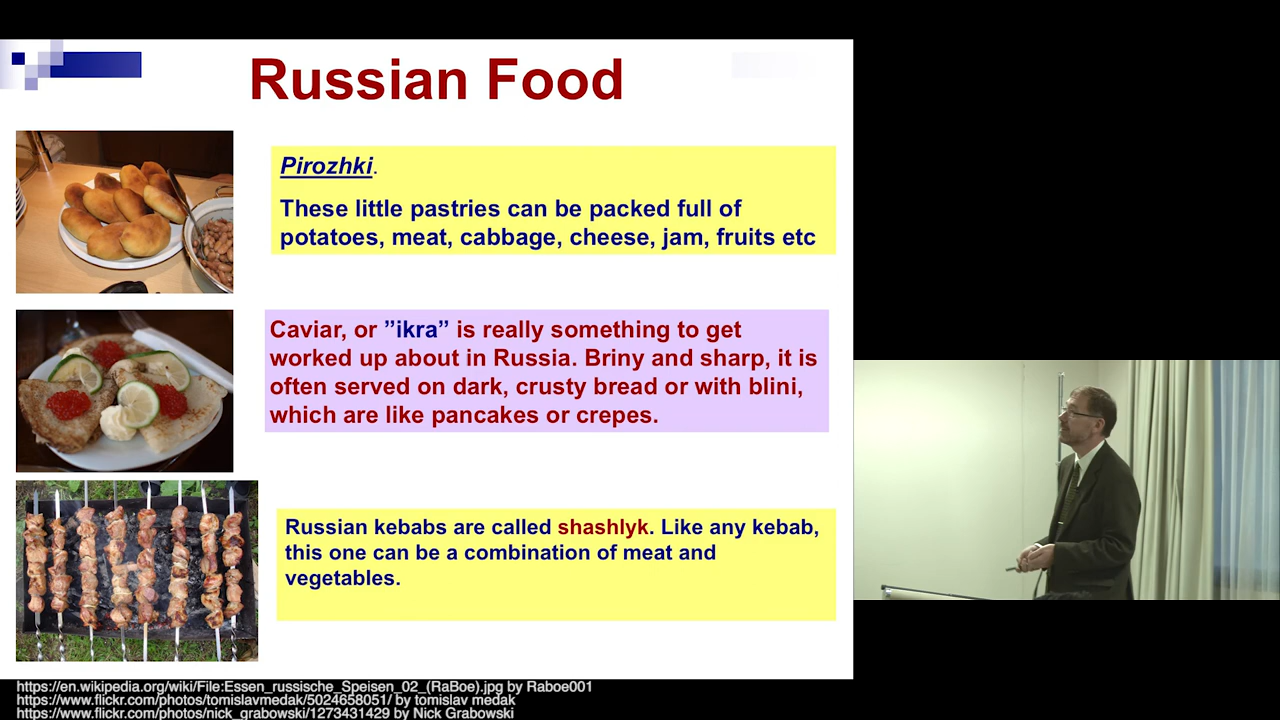 Russian Food
Pirozhki.
These little pastries can be packed full of
potatoes, meat, cabbage, cheese, jam, fruits etc
Caviar, or ”ikra” is really something to get
worked up about in Russia. Briny and sharp, it is
often served on dark, crusty bread or with blini,
which are like pancakes or crepes.
Russian kebabs are called shashlyk. Like any kebab,
this one can be a combination of meat and
vegetables.
https://en.wikipedia.org/wiki/File:Essen_russische_Speisen_02_(RaBoe).jpg by Raboe001
https://www.flickr.com/photos/tomislavmedak/5024658051/ by tomislav medak
https://www.flickr.com/photos/nick_grabowski/1273431429 by Nick Grabowski